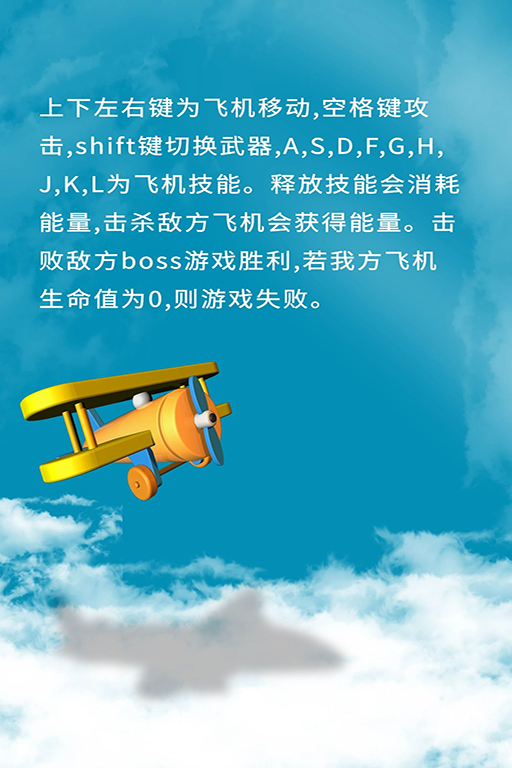 上下左右键为飞机移动,空格键攻
击,shift键切换武器,A,S,D,F,G,H,
J,K,L为飞机技能。释放技能会消耗
能量,击杀敌方飞机会获得能量。击
败敌方boss游戏胜利,若我方飞机
生命值为0,则游戏失败。